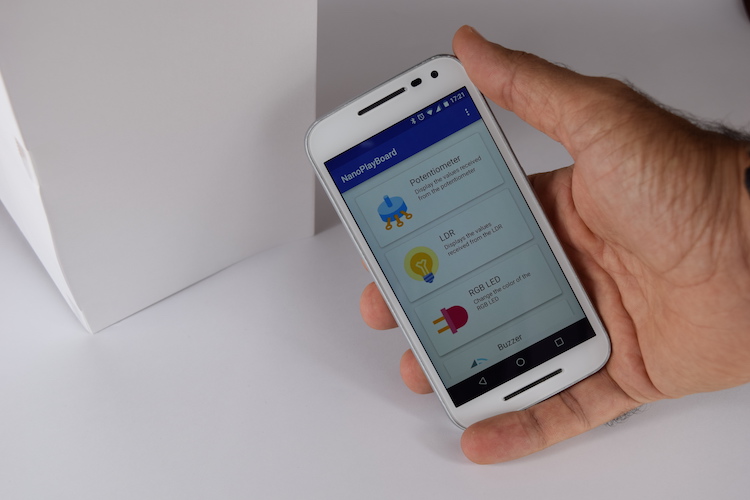 17:21
NanoPlayBoard
Potentiometer
Display the values received
from the potentiometer
LDR
Displays the values
received from the LDR
RGB LED
Change the color of the
RGB LED
Buzzer